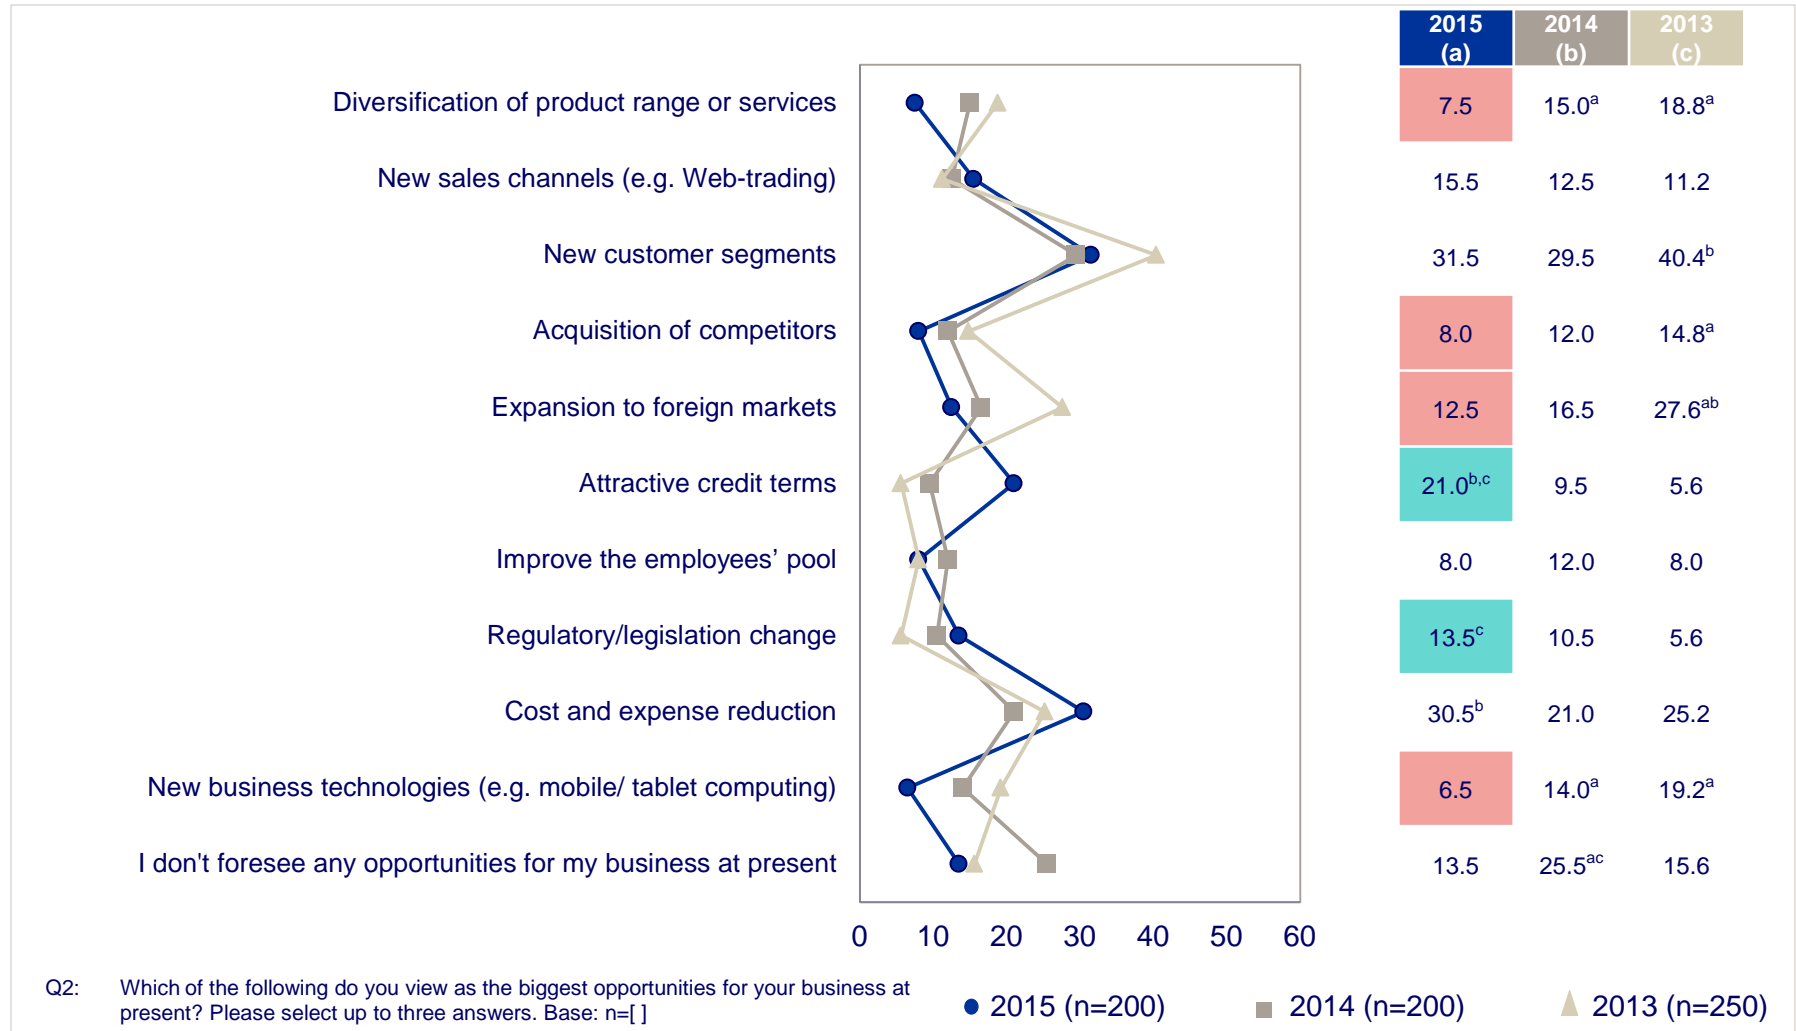 2015 2014 2013
(a) (b) (c)
Diversification of product range or services 7.5 15.0ᵃ 18.8ᵃ
New sales channels (e.g. Web-trading) 15.5 12.5 11.2
New customer segments 31.5 29.5 40.4ᵇ
Acquisition of competitors 8.0 12.0 14.8ᵃ
Expansion to foreign markets 12.5 16.5 27.6ᵃᵇ
Attractive credit terms 21.0ᵇ,ᶜ 9.5 5.6
Improve the employees’ pool 8.0 12.0 8.0
Regulatory/legislation change 13.5ᶜ 10.5 5.6
Cost and expense reduction 30.5ᵇ 21.0 25.2
New business technologies (e.g. mobile/ tablet computing) 6.5 14.0ᵃ 19.2ᵃ
I don't foresee any opportunities for my business at present 13.5 25.5ᵃᶜ 15.6
0 10 20 30 40 50 60
Q2: Which of the following do you view as the biggest opportunities for your business at
present? Please select up to three answers. Base: n=[ ]
2015 (n=200) 2014 (n=200) 2013 (n=250)